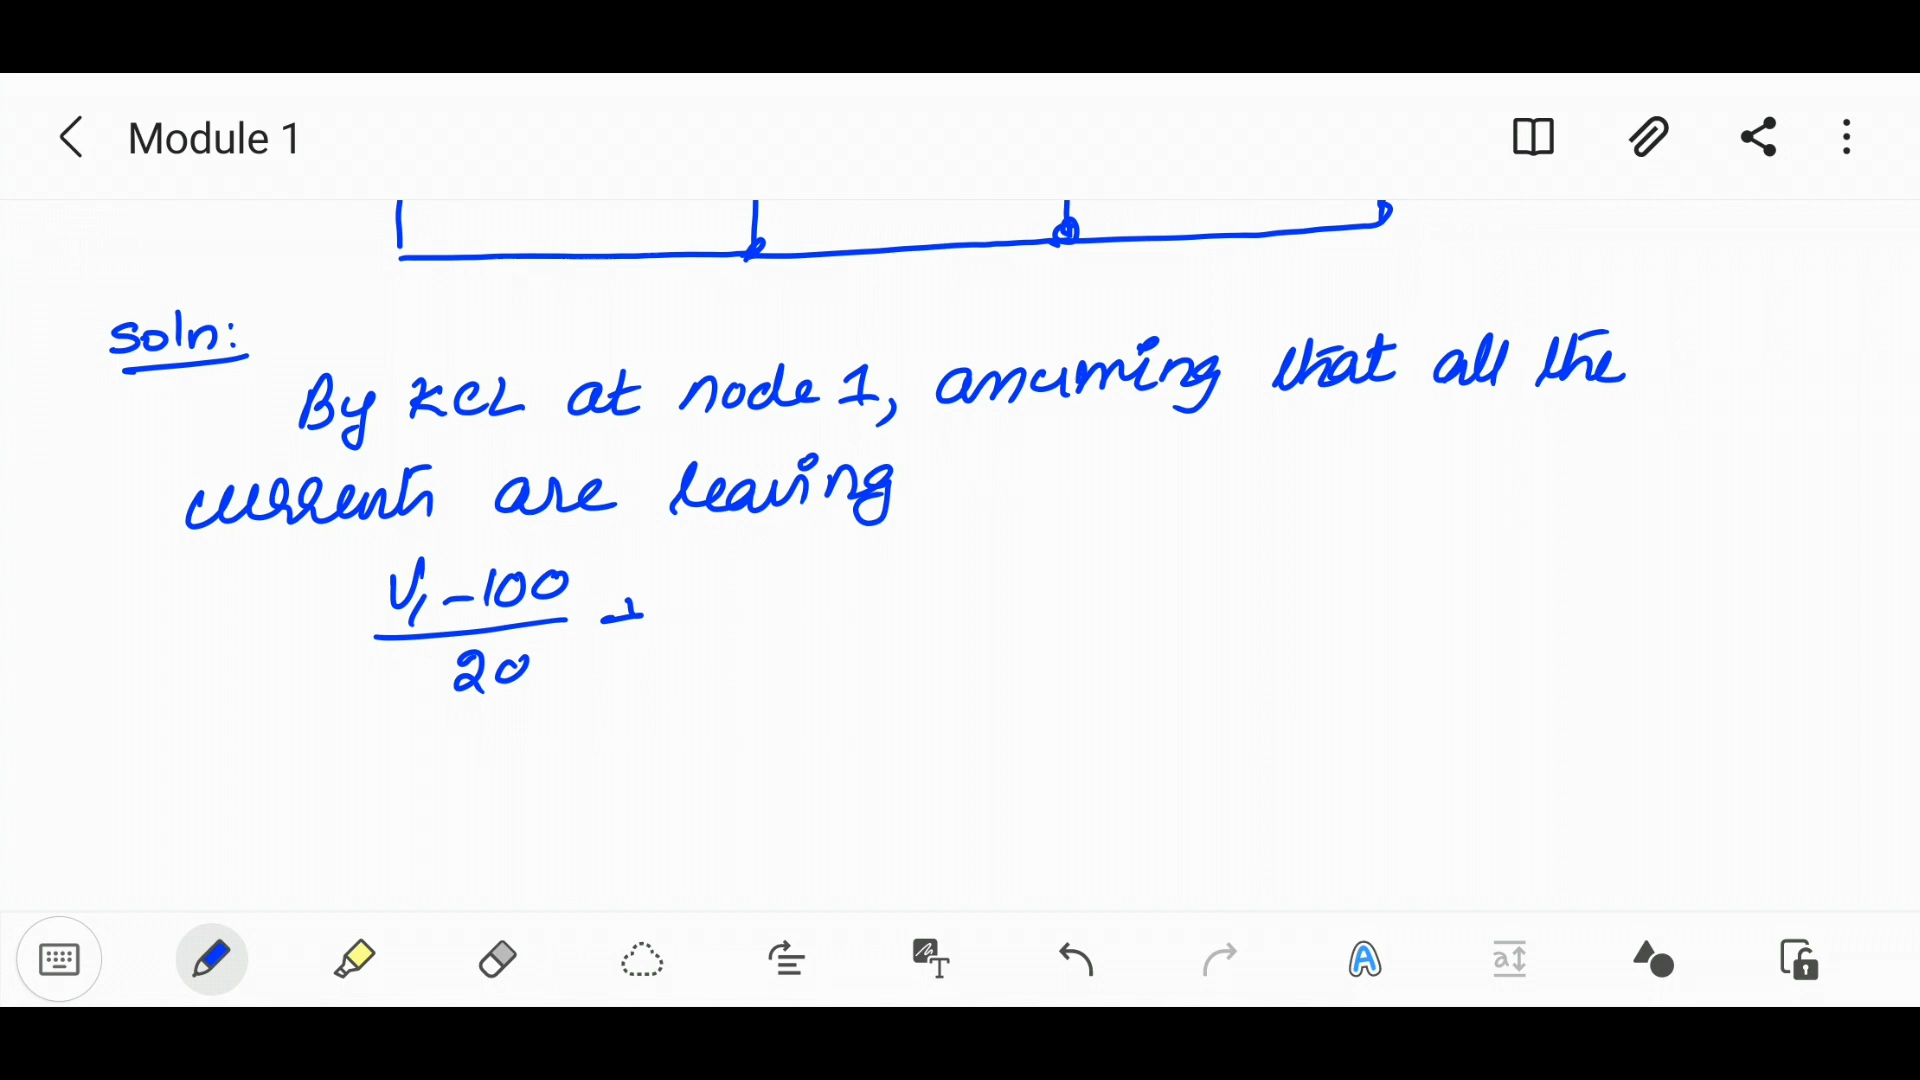 Module 1
Soln:
By KCL at node 1, assuming that all the
currents are leaving
V₁ - 100
20
+